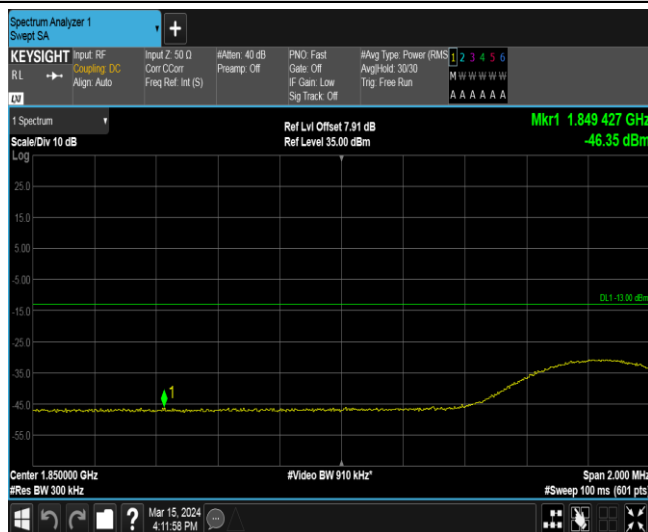 Spectrum Analyzer 1
Swept SA
+
KEYSIGHT Input: RF Input Z: 50 Ω #Atten: 40 dB PNO: Fast #Avg Type: Power (RMS 1 2 3 4 5 6
RL Coupling: DC Corr CCorr Preamp: Off Gate: Off Avg|Hold: 30/30 M W W W W W
Align: Auto Freq Ref: Int (S) IF Gain: Low Trig: Free Run
Sig Track: Off A A A A A A
LXI
1 Spectrum Ref Lvl Offset 7.91 dB Mkr1 1.849 427 GHz
Scale/Div 10 dB Ref Level 35.00 dBm -46.35 dBm
Log
25.0
15.0
5.00
-5.00
DL1 -13.00 dBm
-15.0
-25.0
-35.0
1
-45.0
-55.0
Center 1.850000 GHz #Video BW 910 kHz* Span 2.000 MHz
#Res BW 300 kHz #Sweep 100 ms (601 pts)
? Mar 15, 2024
4:11:58 PM